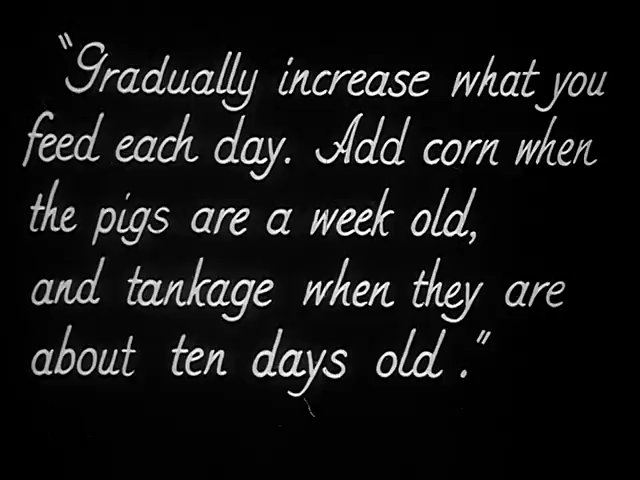 "Gradually increase what you
feed each day. Add corn when
the pigs are a week old,
and tankage when they are
about ten days old."